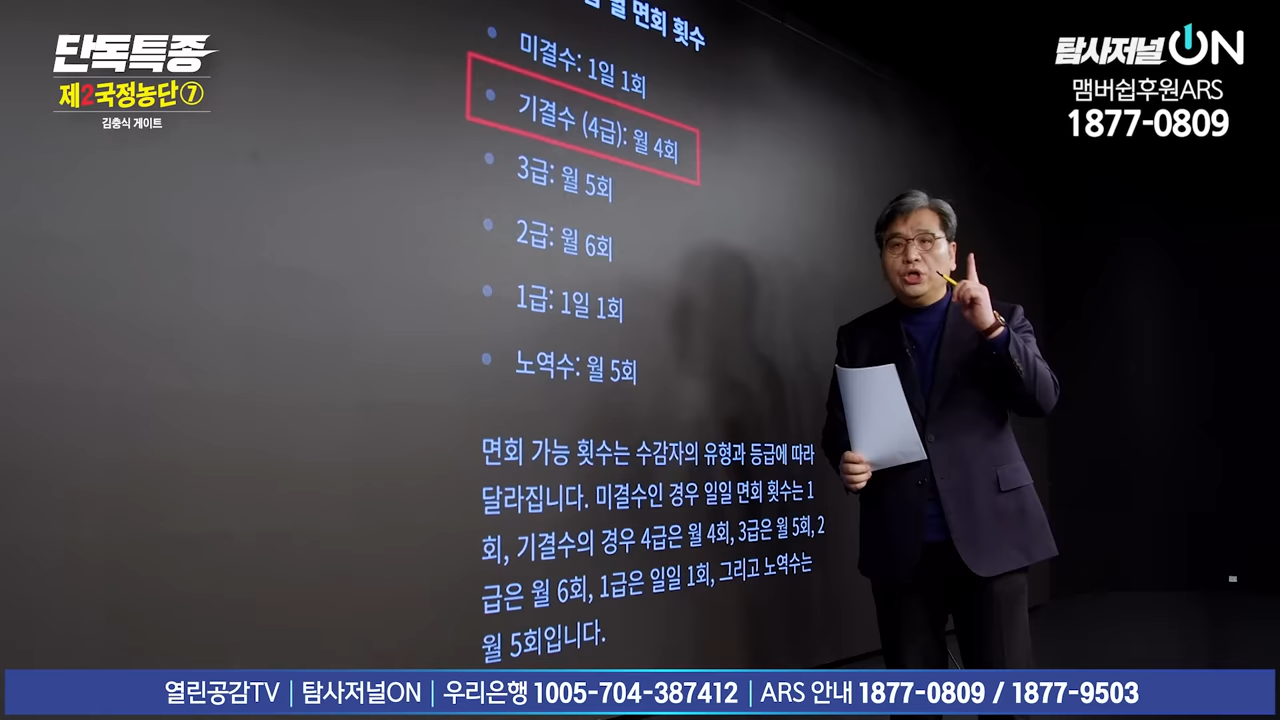 단독특종
제2국정농단⑦
김충식 게이트
탐사저널ON
맴버쉽후원ARS
1877-0809
별 면회 횟수
미결수: 1일 1회
기결수 (4급): 월 4회
3급: 월 5회
2급: 월 6회
1급: 1일 1회
노역수: 월 5회
면회 가능 횟수는 수감자의 유형과 등급에 따라
달라집니다. 미결수인 경우 일일 면회 횟수는 1
회, 기결수의 경우 4급은 월 4회, 3급은 월 5회, 2
급은 월 6회, 1급은 일일 1회, 그리고 노역수는
월 5회입니다.
열린공감TV | 탐사저널ON | 우리은행 1005-704-387412 | ARS 안내 1877-0809 / 1877-9503